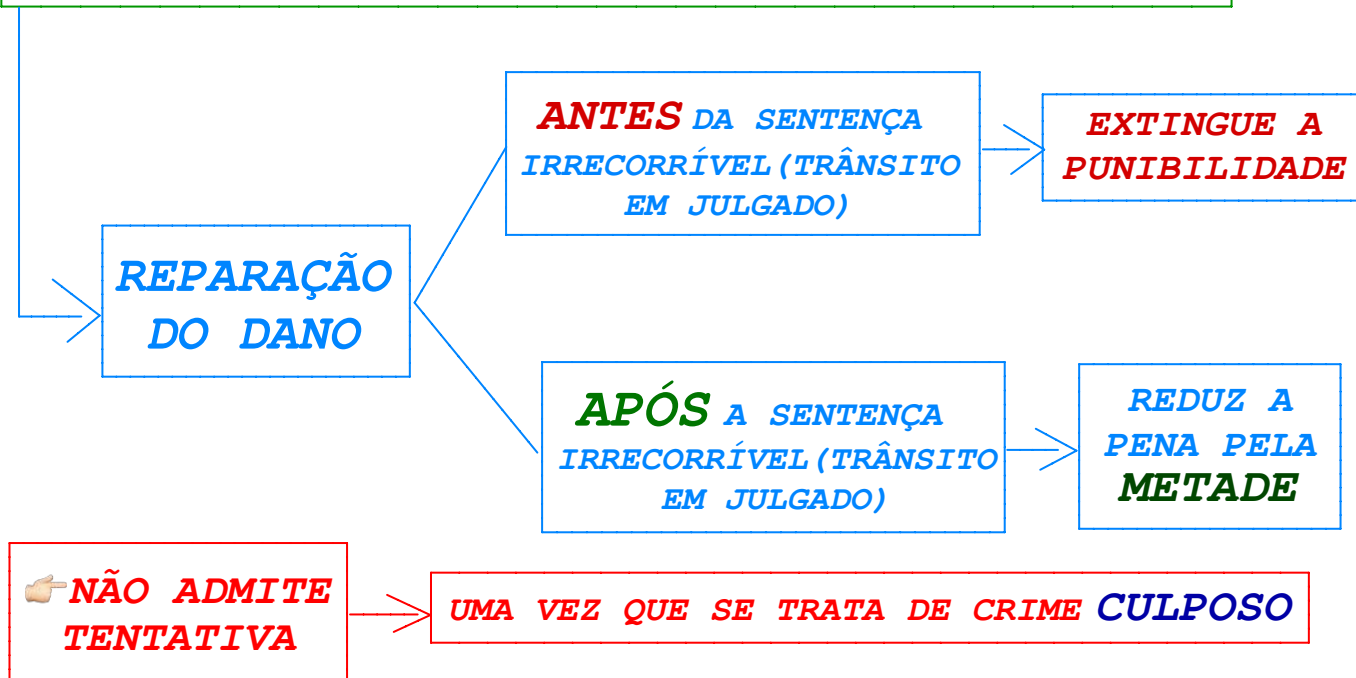 ANTES DA SENTENÇA
IRRECORRÍVEL(TRÂNSITO
EM JULGADO)
EXTINGUE A
PUNIBILIDADE
REPARAÇÃO
DO DANO
APÓS A SENTENÇA
IRRECORRÍVEL(TRÂNSITO
EM JULGADO)
REDUZ A
PENA PELA
METADE
NÃO ADMITE
TENTATIVA
UMA VEZ QUE SE TRATA DE CRIME CULPOSO